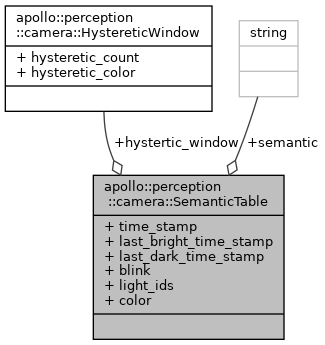 apollo::perception
::camera::HystereticWindow
+ hysteretic_count
+ hysteretic_color
string
+hystertic_window
+semantic
apollo::perception
::camera::SemanticTable
+ time_stamp
+ last_bright_time_stamp
+ last_dark_time_stamp
+ blink
+ light_ids
+ color